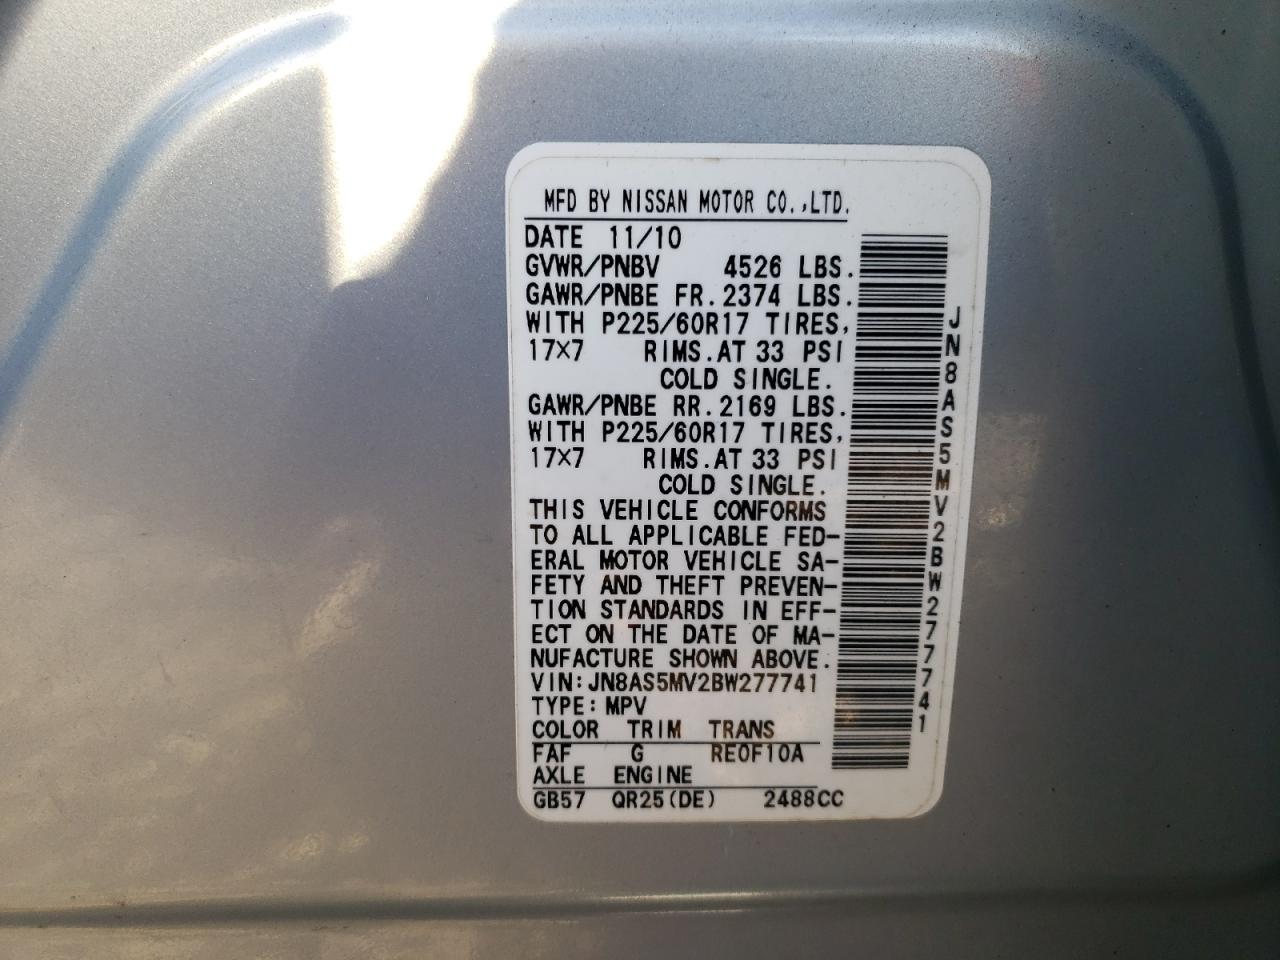 MFD BY NISSAN MOTOR CO.,LTD.
DATE 11/10
GVWR/PNBV 4526 LBS.
GAWR/PNBE FR.2374 LBS.
WITH P225/60R17 TIRES,
17×7 RIMS.AT 33 PSI
COLD SINGLE.
GAWR/PNBE RR.2169 LBS.
WITH P225/60R17 TIRES,
17×7 RIMS.AT 33 PSI
COLD SINGLE.
THIS VEHICLE CONFORMS
TO ALL APPLICABLE FED-
ERAL MOTOR VEHICLE SA-
FETY AND THEFT PREVEN-
TION STANDARDS IN EFF-
ECT ON THE DATE OF MA-
NUFACTURE SHOWN ABOVE.
VIN:JN8AS5MV2BW277741
TYPE:MPV
COLOR TRIM TRANS
FAF G RE0F10A
AXLE ENGINE
GB57 QR25(DE) 2488CC
JN8AS5MV2BW277741